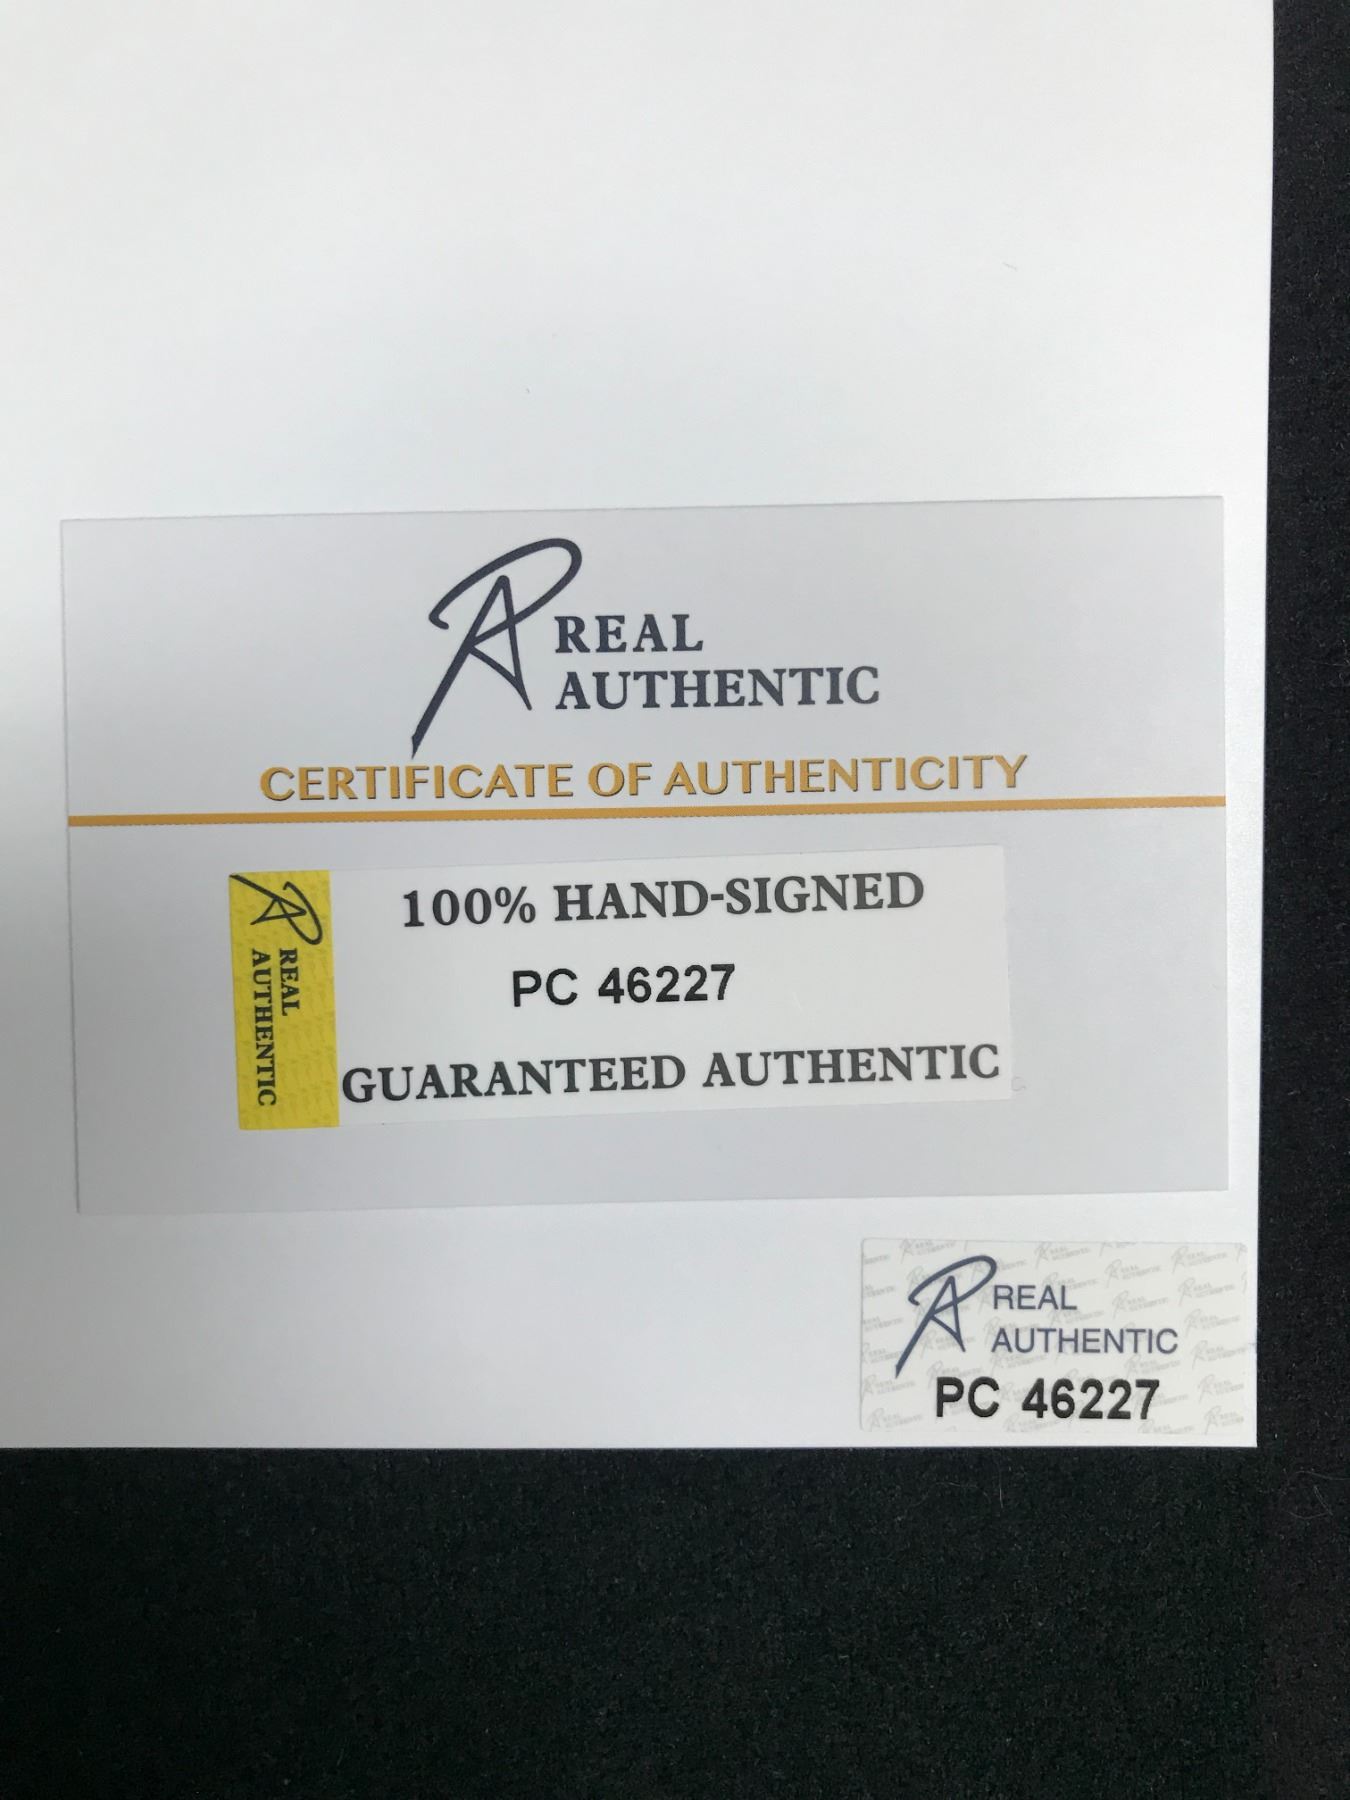 REAL
AUTHENTIC
CERTIFICATE OF AUTHENTICITY
REAL
AUTHENTIC
100% HAND-SIGNED
PC 46227
GUARANTEED AUTHENTIC
REAL
AUTHENTIC
PC 46227